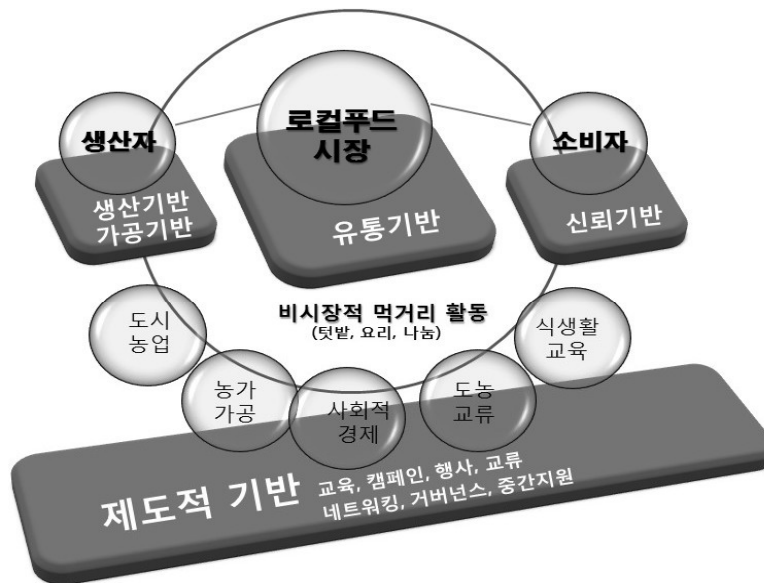 생산자
로컬푸드
시장
소비자
생산기반
가공기반
유통기반
신뢰기반
비시장적 먹거리 활동
(텃밭, 요리, 나눔)
도시
농업
농가
가공
사회적
경제
도농
교류
식생활
교육
제도적 기반
교육, 캠페인, 행사, 교류
네트워킹, 거버넌스, 중간지원